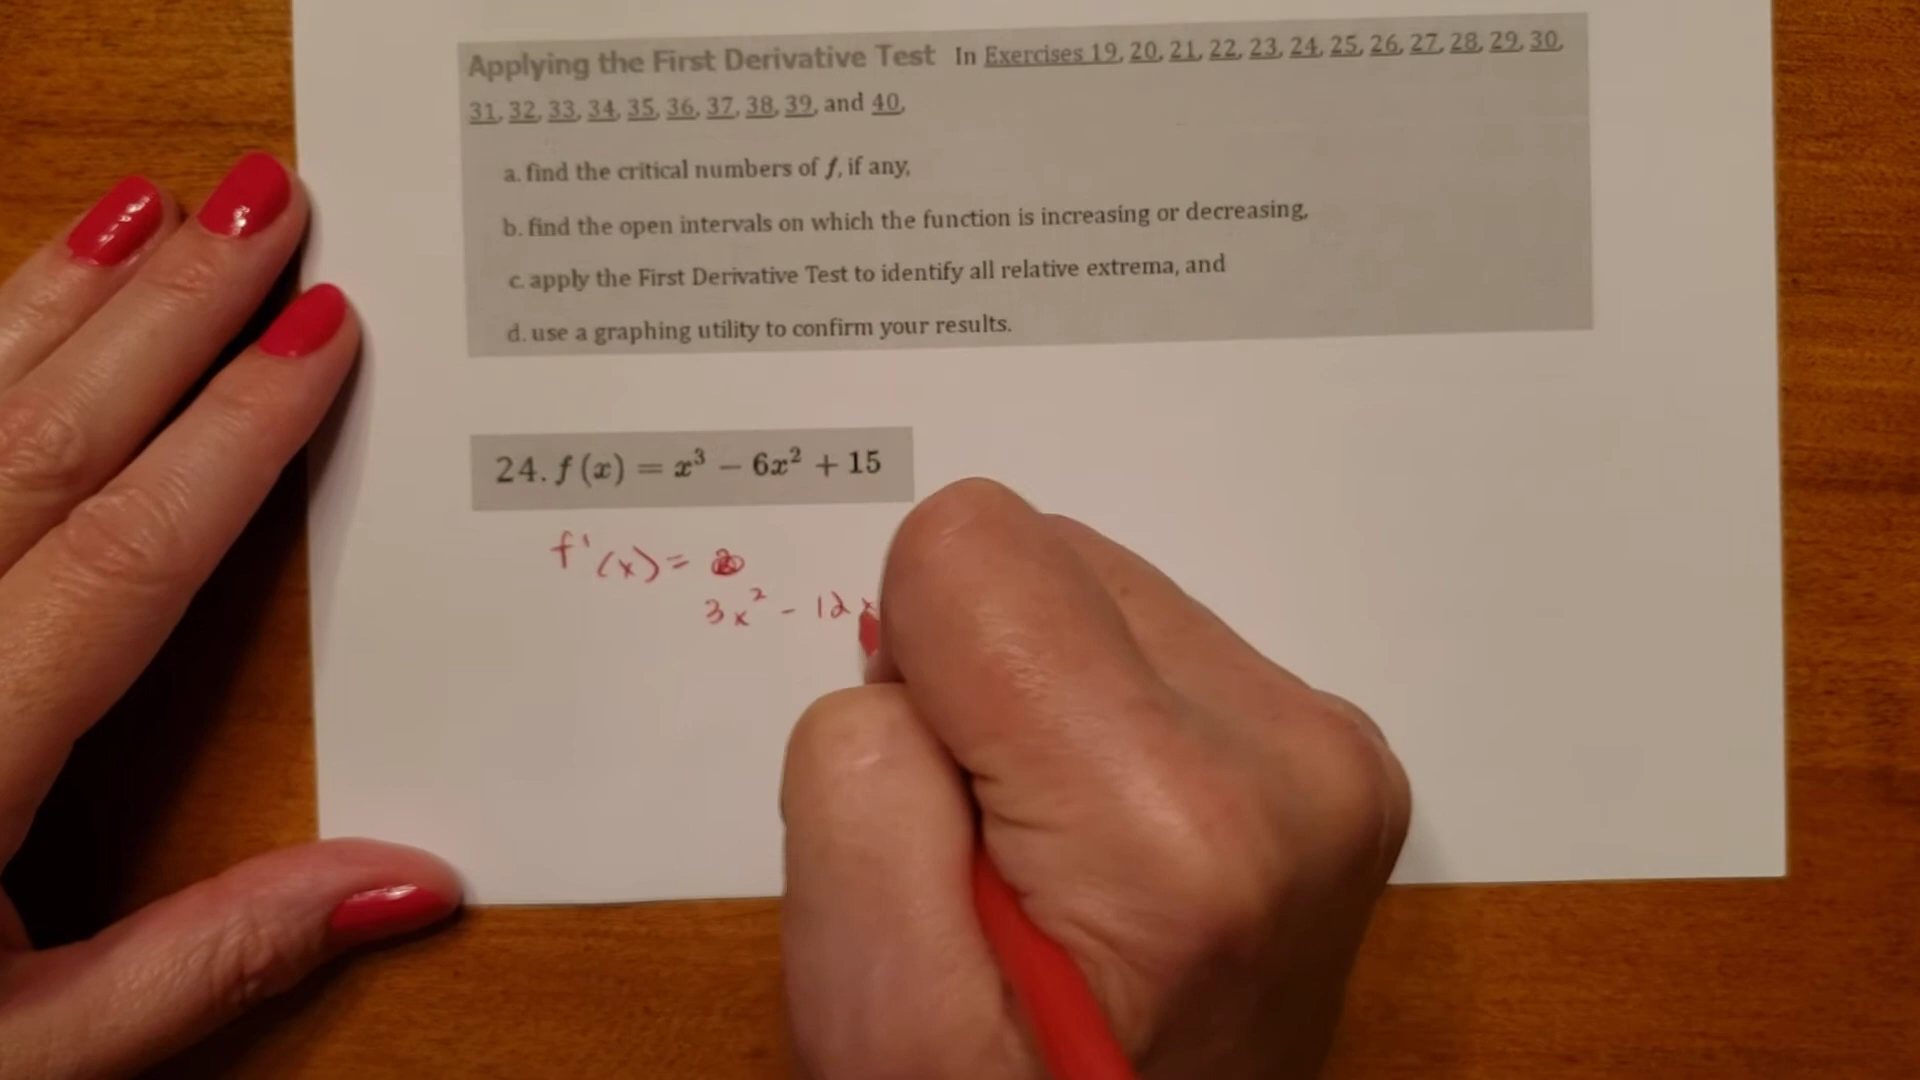 Applying the First Derivative Test In Exercises 19, 20, 21, 22, 23, 24, 25, 26, 27, 28, 29, 30,
31, 32, 33, 34, 35, 36, 37, 38, 39, and 40,
a. find the critical numbers of f, if any,
b. find the open intervals on which the function is increasing or decreasing,
c. apply the First Derivative Test to identify all relative extrema, and
d. use a graphing utility to confirm your results.
24. f (x) = x³ − 6x² + 15
f'(x) =
3x² - 12x